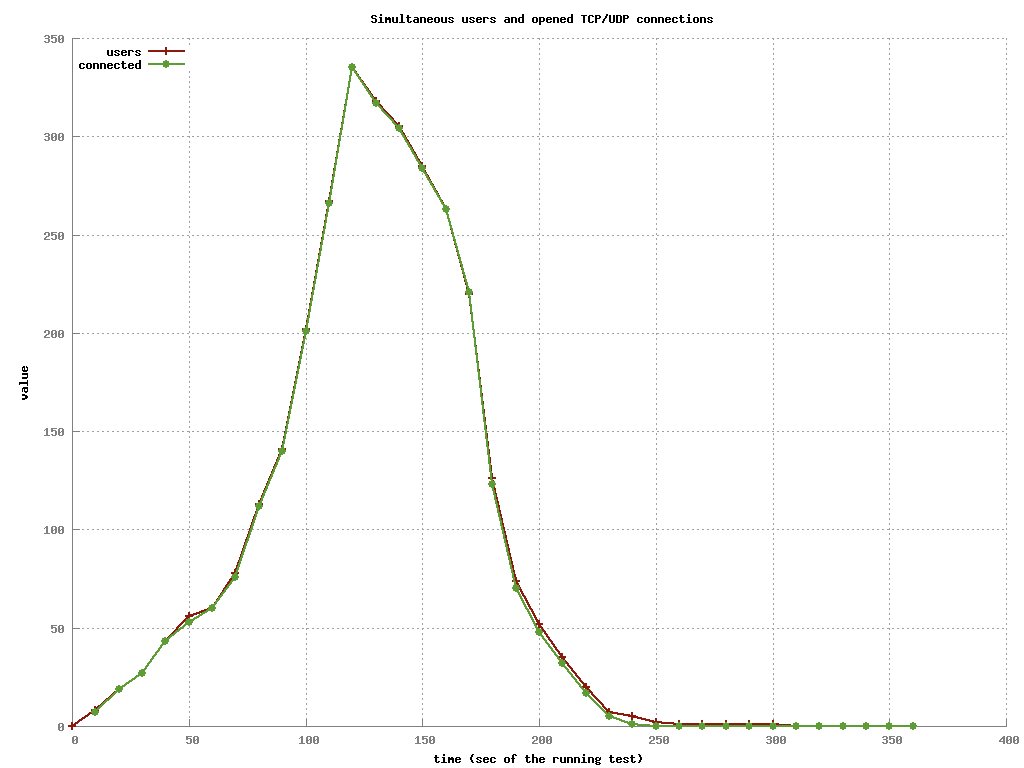 Simultaneous users and opened TCP/UDP connections
users
connected
350
300
250
200
150
100
50
0
value
0 50 100 150 200 250 300 350 400
time (sec of the running test)